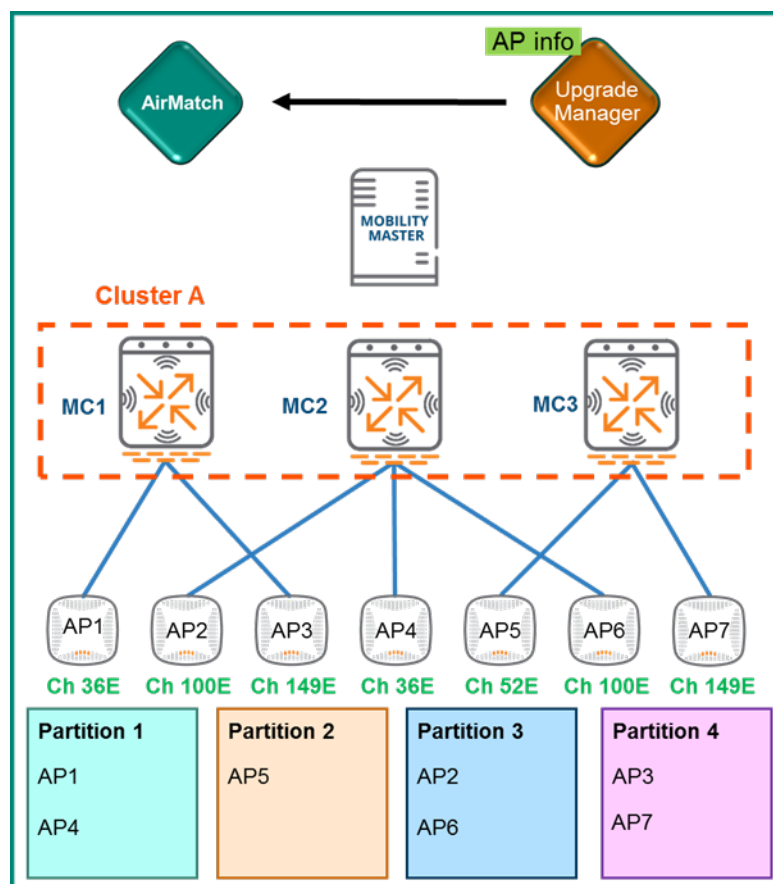 AP info
AirMatch
Upgrade
Manager
MOBILITY
MASTER
Cluster A
MC1
MC2
MC3
AP1
AP2
AP3
AP4
AP5
AP6
AP7
Ch 36E
Ch 100E
Ch 149E
Ch 36E
Ch 52E
Ch 100E
Ch 149E
Partition 1
AP1
AP4
Partition 2
AP5
Partition 3
AP2
AP6
Partition 4
AP3
AP7